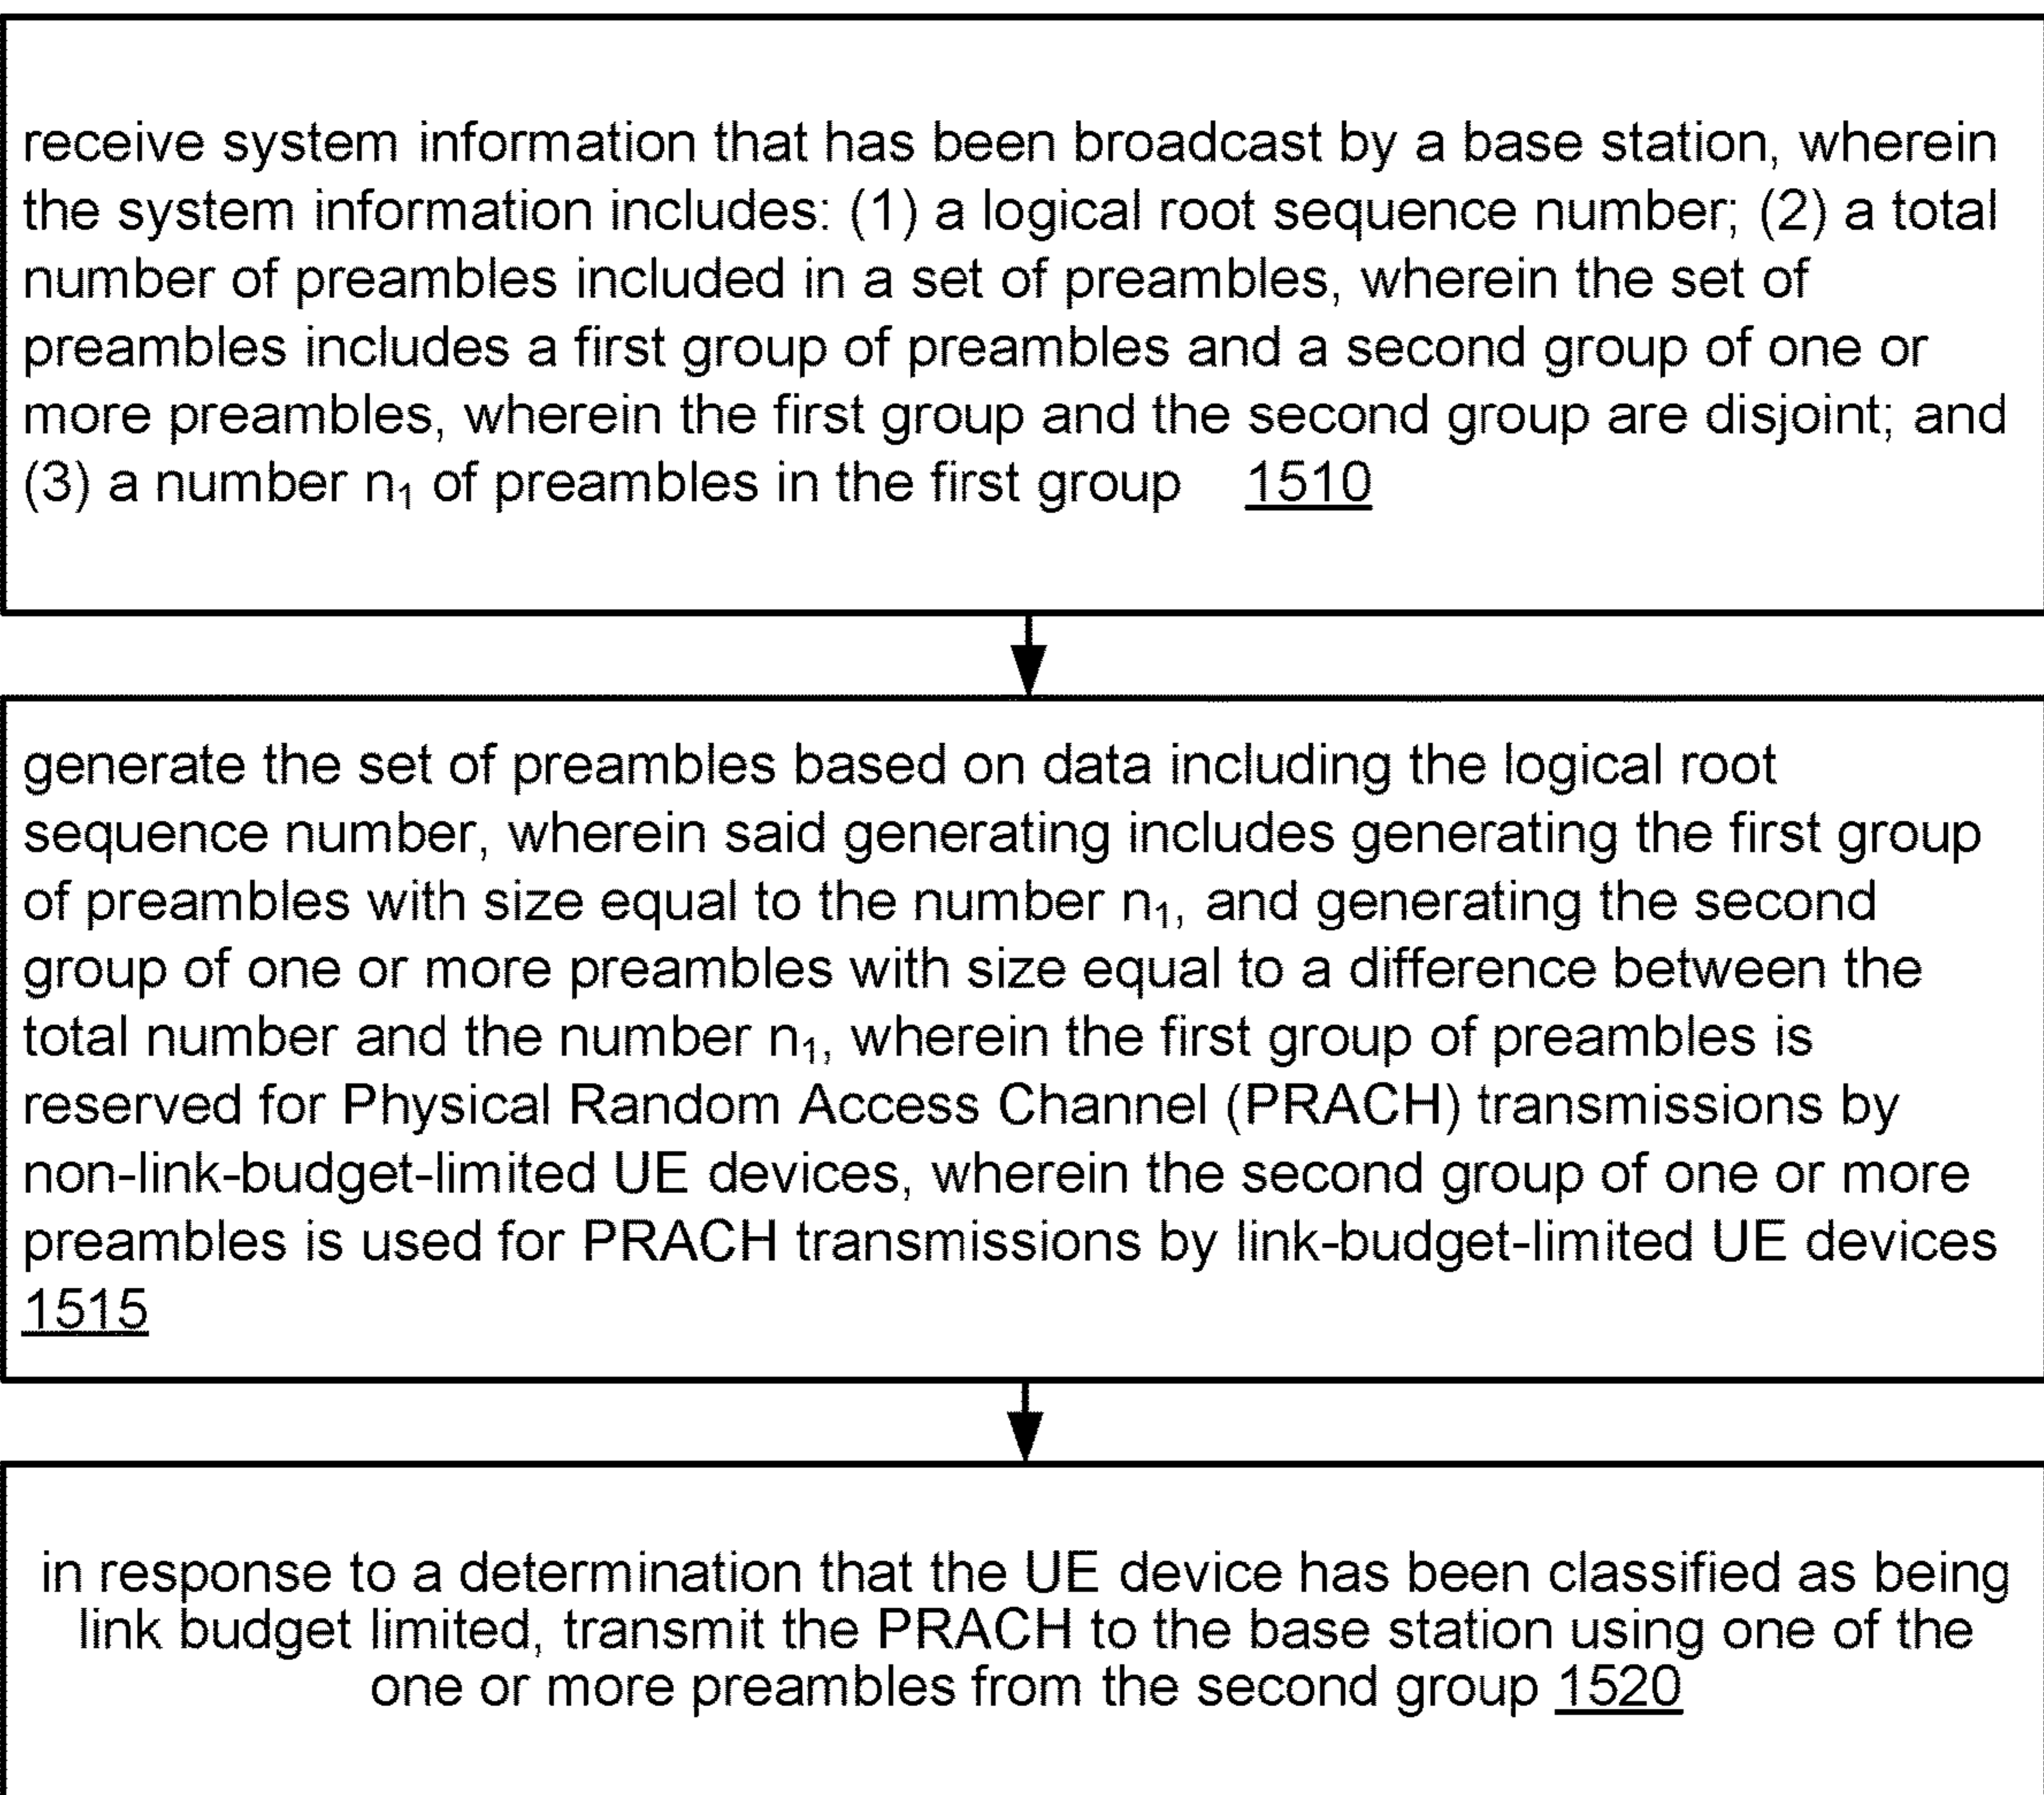 receive system information that has been broadcast by a base station, wherein
the system information includes: (1) a logical root sequence number; (2) a total
number of preambles included in a set of preambles, wherein the set of
preambles includes a first group of preambles and a second group of one or
more preambles, wherein the first group and the second group are disjoint; and
(3) a number n₁ of preambles in the first group 1510
generate the set of preambles based on data including the logical root
sequence number, wherein said generating includes generating the first group
of preambles with size equal to the number n₁, and generating the second
group of one or more preambles with size equal to a difference between the
total number and the number n₁, wherein the first group of preambles is
reserved for Physical Random Access Channel (PRACH) transmissions by
non-link-budget-limited UE devices, wherein the second group of one or more
preambles is used for PRACH transmissions by link-budget-limited UE devices
1515
in response to a determination that the UE device has been classified as being
link budget limited, transmit the PRACH to the base station using one of the
one or more preambles from the second group 1520